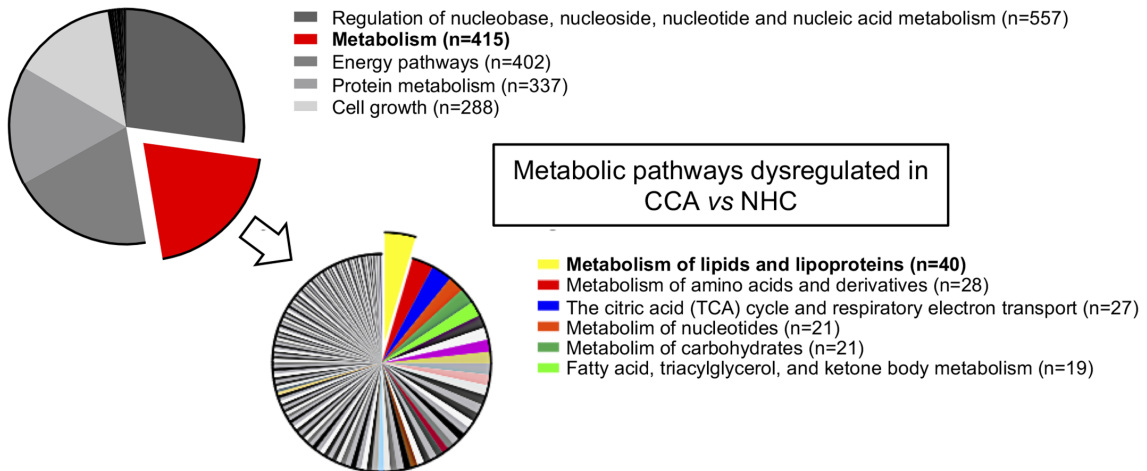 Regulation of nucleobase, nucleoside, nucleotide and nucleic acid metabolism (n=557)
Metabolism (n=415)
Energy pathways (n=402)
Protein metabolism (n=337)
Cell growth (n=288)
Metabolic pathways dysregulated in
CCA vs NHC
Metabolism of lipids and lipoproteins (n=40)
Metabolism of amino acids and derivatives (n=28)
The citric acid (TCA) cycle and respiratory electron transport (n=27)
Metabolim of nucleotides (n=21)
Metabolim of carbohydrates (n=21)
Fatty acid, triacylglycerol, and ketone body metabolism (n=19)